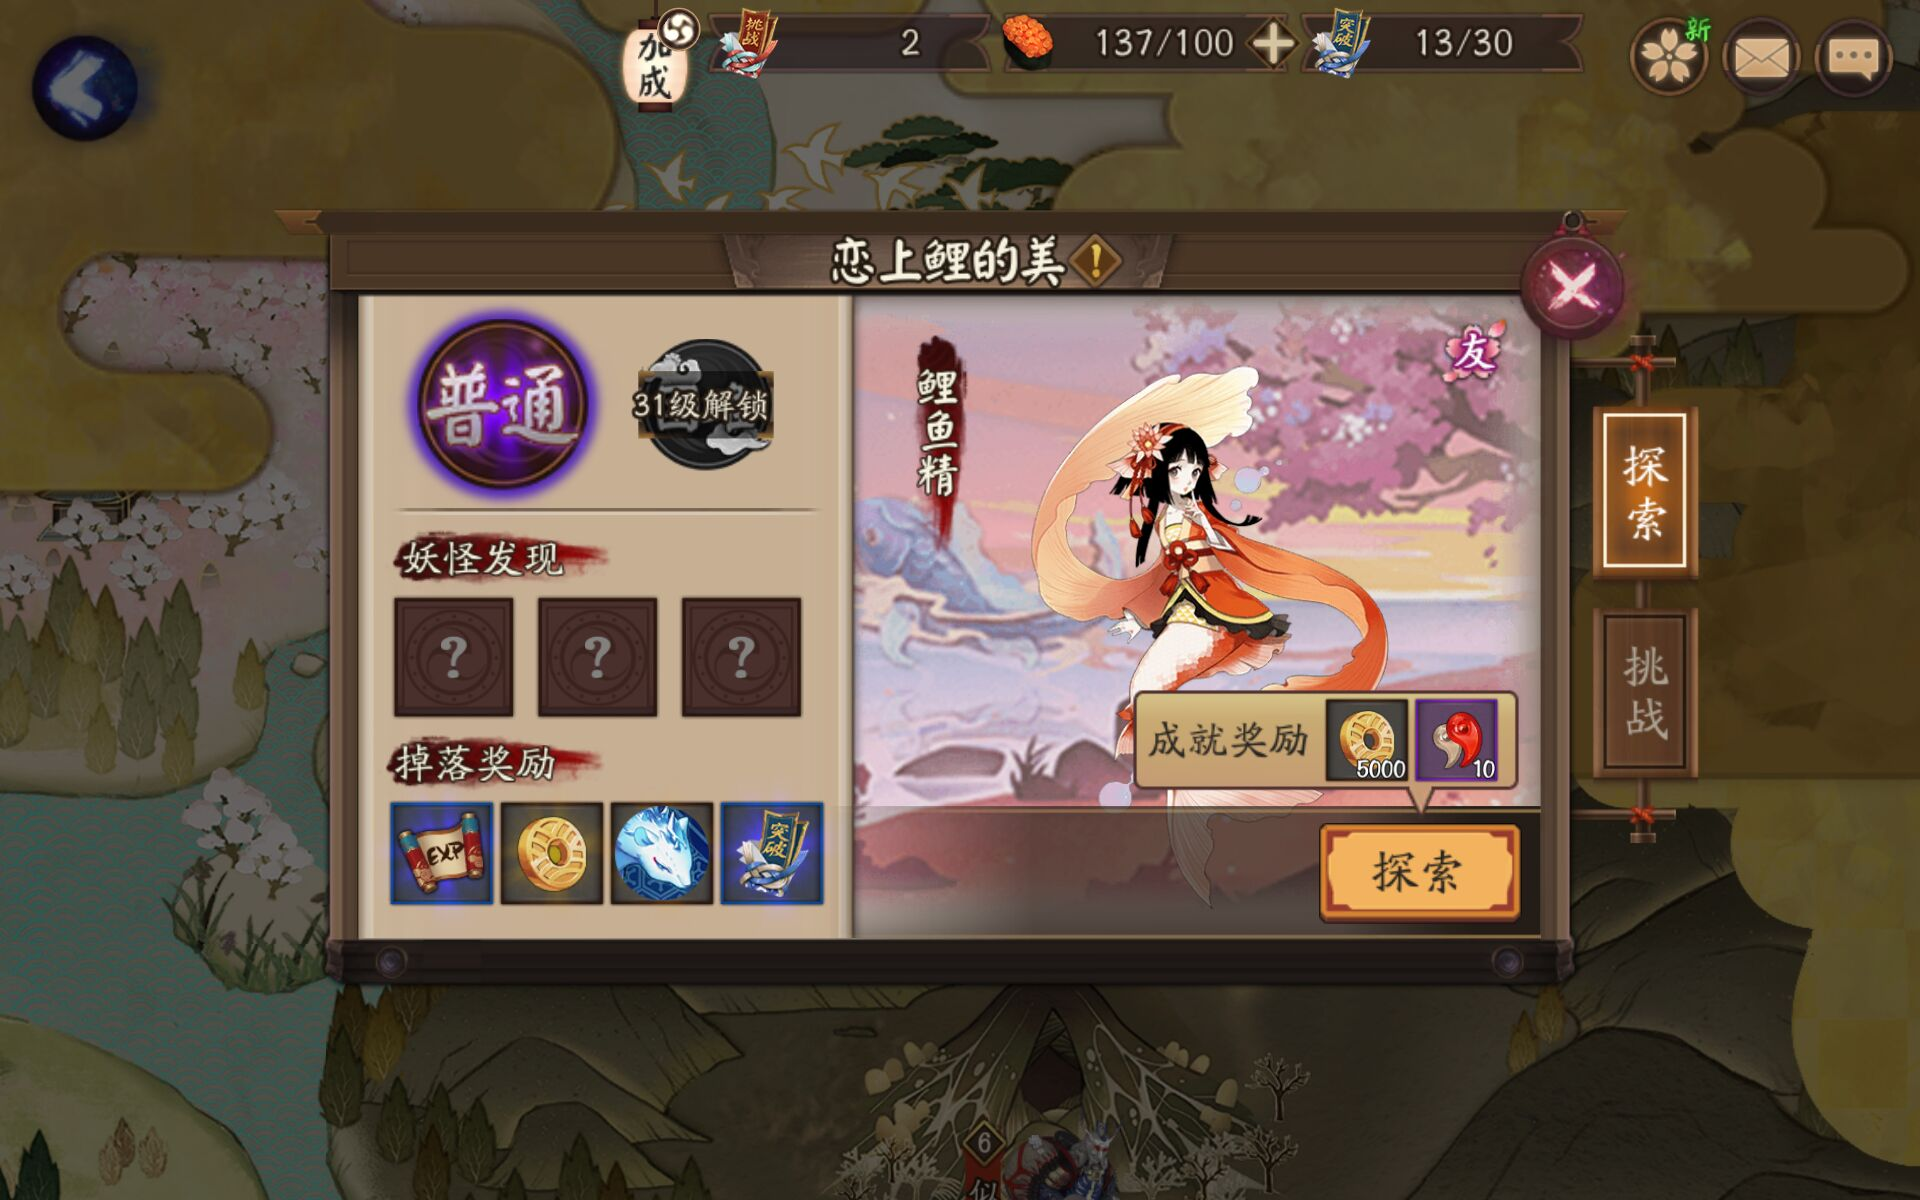 加成
挑战
2
137/100
突破
13/30
新
恋上鲤的美!
普通
31级解锁
鲤鱼精
友
探索
挑战
妖怪发现
? ? ?
掉落奖励
EXP
突破
成就奖励
5000
10
探索
6